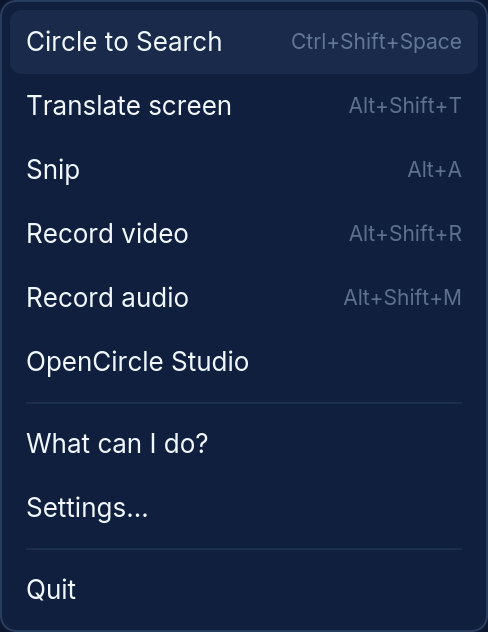 Circle to Search Ctrl+Shift+Space
Translate screen Alt+Shift+T
Snip Alt+A
Record video Alt+Shift+R
Record audio Alt+Shift+M
OpenCircle Studio
What can I do?
Settings...
Quit